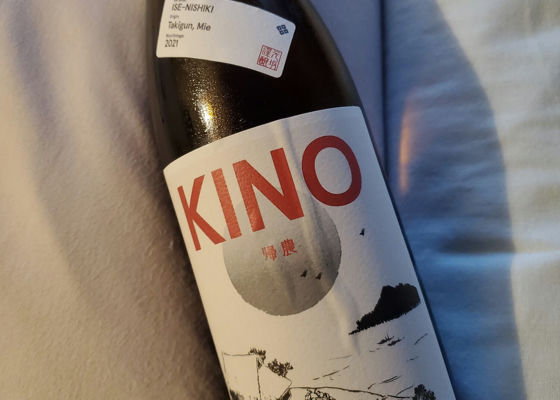 ISE-NISHIKI
Origin
Takigun, Mie
2021
KINO
帰農